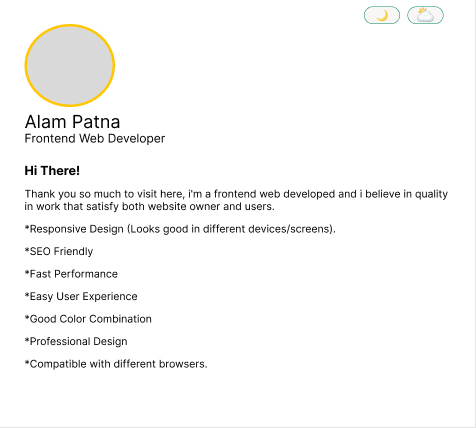 Alam Patna
Frontend Web Developer
Hi There!
Thank you so much to visit here, i'm a frontend web developed and i believe in quality
in work that satisfy both website owner and users.
*Responsive Design (Looks good in different devices/screens).
*SEO Friendly
*Fast Performance
*Easy User Experience
*Good Color Combination
*Professional Design
*Compatible with different browsers.